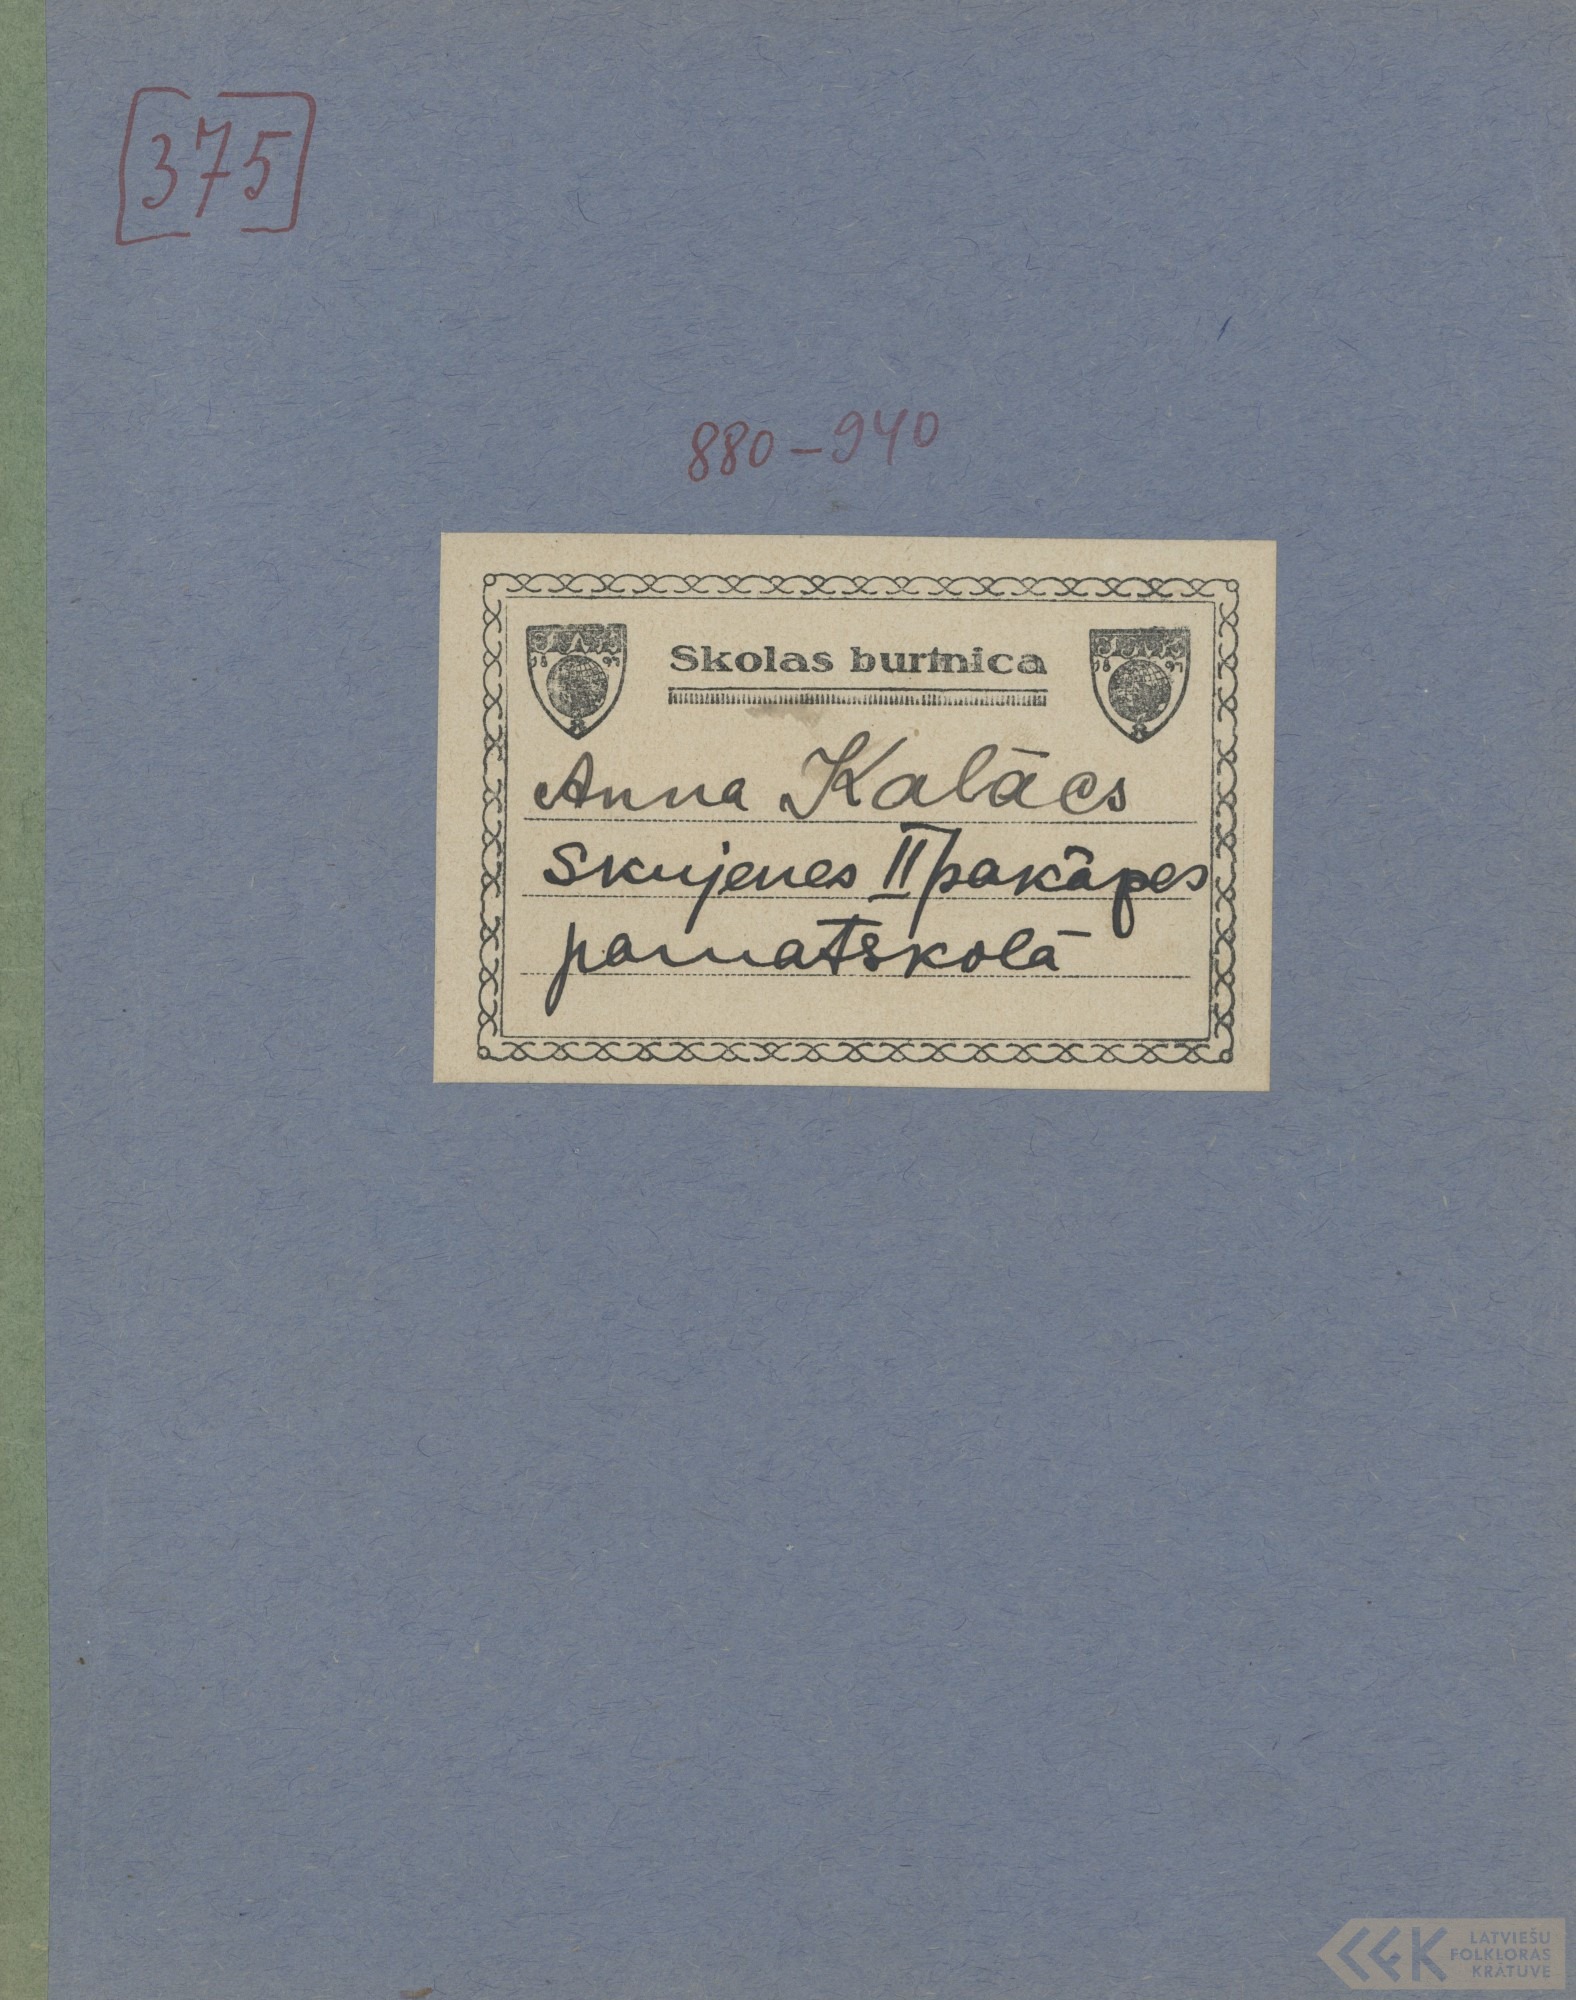 [375]
880-940
Skolas burtnica
Anna Kalācs
Skujenes II pakāpes
pamatskolā
LATVIEŠU
FOLKLORAS
KRĀTUVE